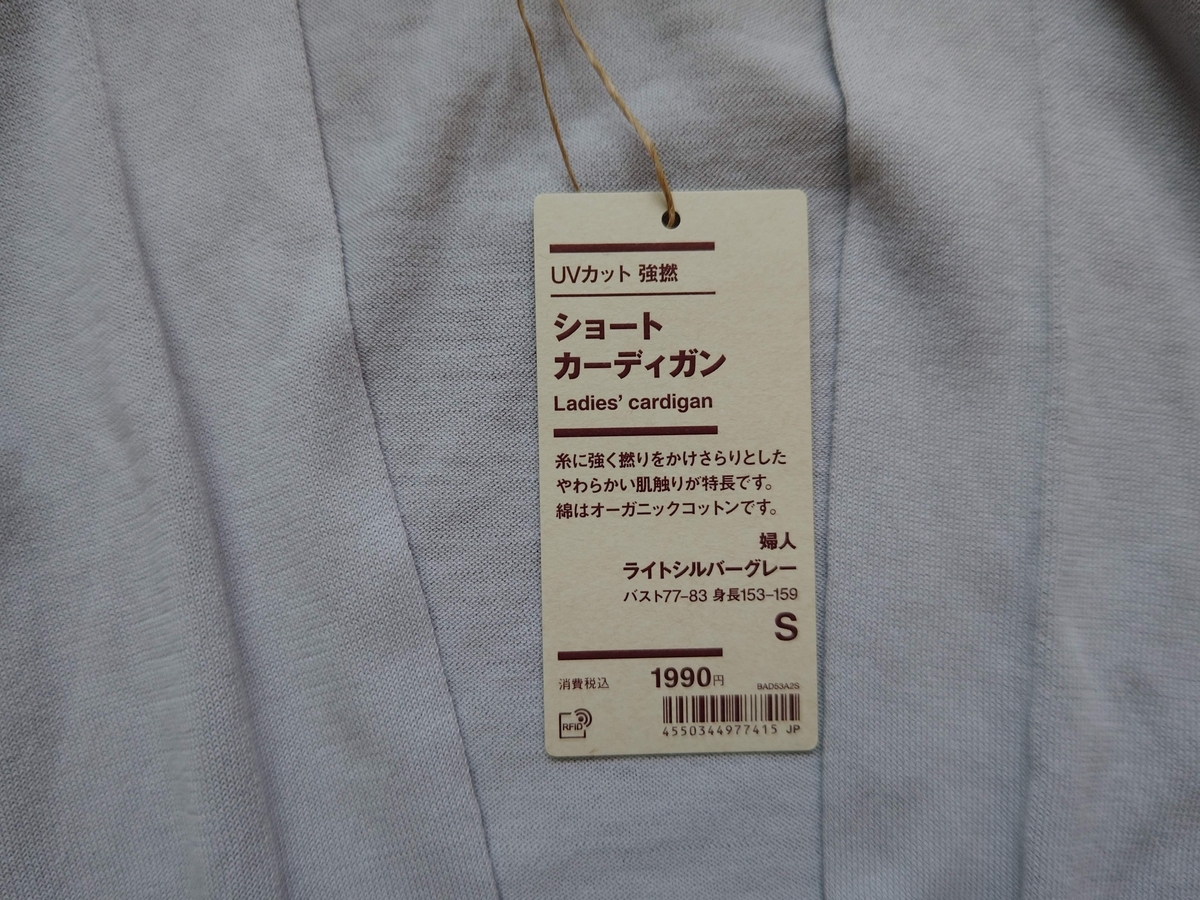 UVカット 強撚
ショート
カーディガン
Ladies’ cardigan
糸に強く撚りをかけさらりとした
やわらかい肌触りが特長です。
綿はオーガニックコットンです。
婦人
ライトシルバーグレー
バスト77–83 身長153–159
S
消費税込 1990円 BAD53A2S
RFID
4550344977415 JP